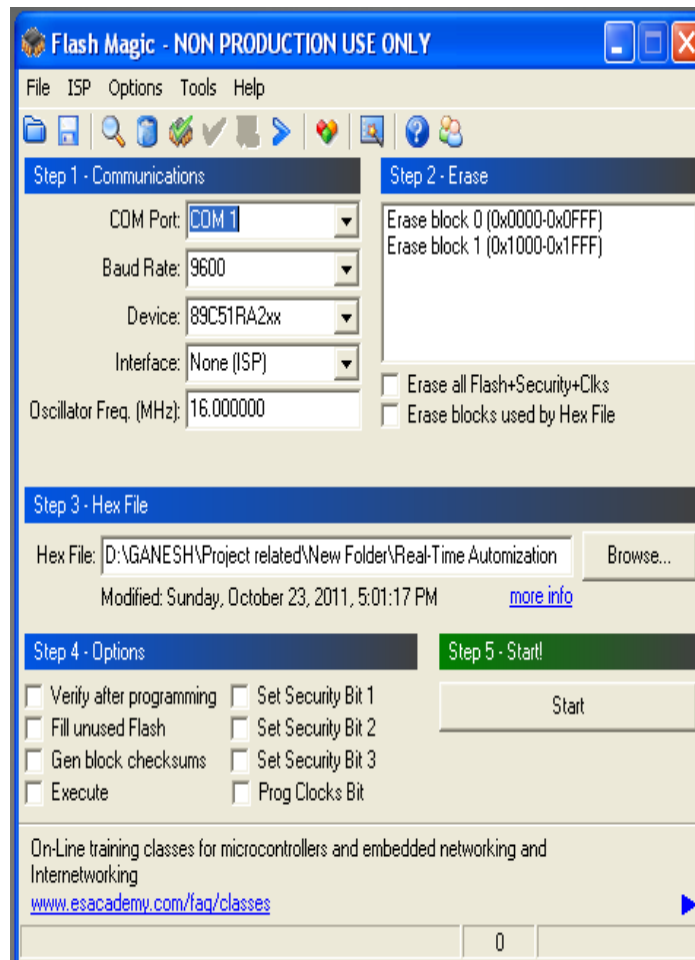 Flash Magic - NON PRODUCTION USE ONLY
File ISP Options Tools Help
Step 1 - Communications
COM Port: COM 1
Baud Rate: 9600
Device: 89C51RA2xx
Interface: None (ISP)
Oscillator Freq. (MHz): 16.000000
Step 2 - Erase
Erase block 0 (0x0000-0x0FFF)
Erase block 1 (0x1000-0x1FFF)
Erase all Flash+Security+Clks
Erase blocks used by Hex File
Step 3 - Hex File
Hex File: D:\GANESH\Project related\New Folder\Real-Time Automization Browse...
Modified: Sunday, October 23, 2011, 5:01:17 PM more info
Step 4 - Options
Verify after programming Set Security Bit 1
Fill unused Flash Set Security Bit 2
Gen block checksums Set Security Bit 3
Execute Prog Clocks Bit
Step 5 - Start!
Start
On-Line training classes for microcontrollers and embedded networking and
Internetworking
www.esacademy.com/faq/classes
0